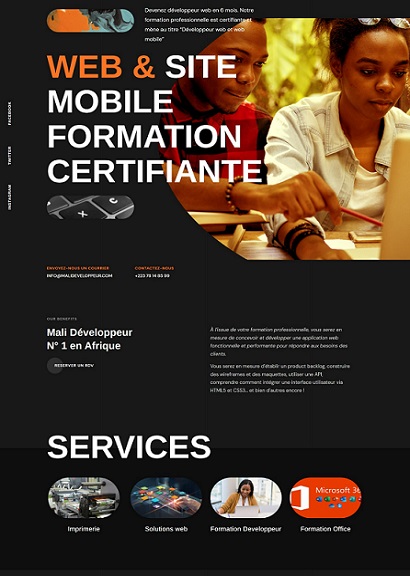 Devenez développeur web en 6 mois. Notre
formation professionnelle est certifiante et
mène au titre "Développeur web et web
mobile"
WEB & SITE
MOBILE
FORMATION
CERTIFIANTE
FACEBOOK
TWITTER
INSTAGRAM
X
C
ENVOYEZ-NOUS UN COURRIER
CONTACTEZ-NOUS
INFO@MALIDEVELOPPEUR.COM
OUR BENEFITS
Mali Développeur
N° 1 en Afrique
RESERVER UN RDV
À l'issue de votre formation professionnelle, vous serez en
mesure de concevoir et développer une application web
fonctionnelle et performante pour répondre aux besoins des
clients.
Vous serez en mesure d'établir un product backlog, construire
des wireframes et des maquettes, utiliser une API,
comprendre comment intégrer une interface utilisateur via
HTML5 et CSS3, et bien d'autres encore !
SERVICES
Microsoft 36
Imprimerie
Solutions web
Formation Developpeur
Formation Office